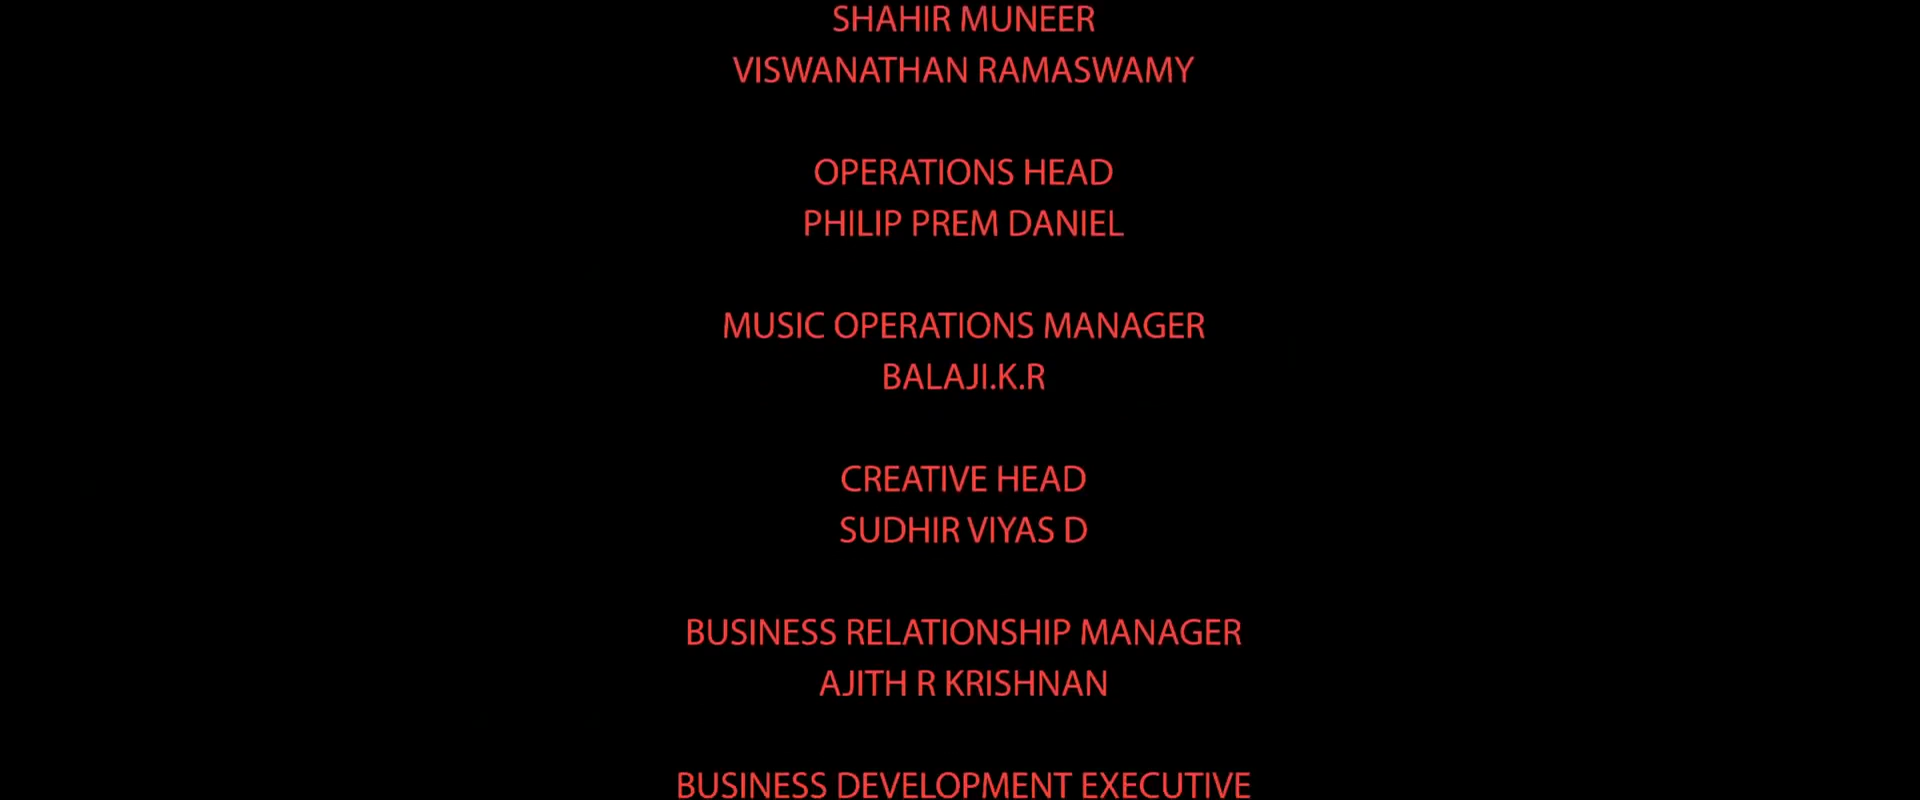 SHAHIR MUNEER
VISWANATHAN RAMASWAMY
OPERATIONS HEAD
PHILIP PREM DANIEL
MUSIC OPERATIONS MANAGER
BALAJI.K.R
CREATIVE HEAD
SUDHIR VIYAS D
BUSINESS RELATIONSHIP MANAGER
AJITH R KRISHNAN
BUSINESS DEVELOPMENT EXECUTIVE